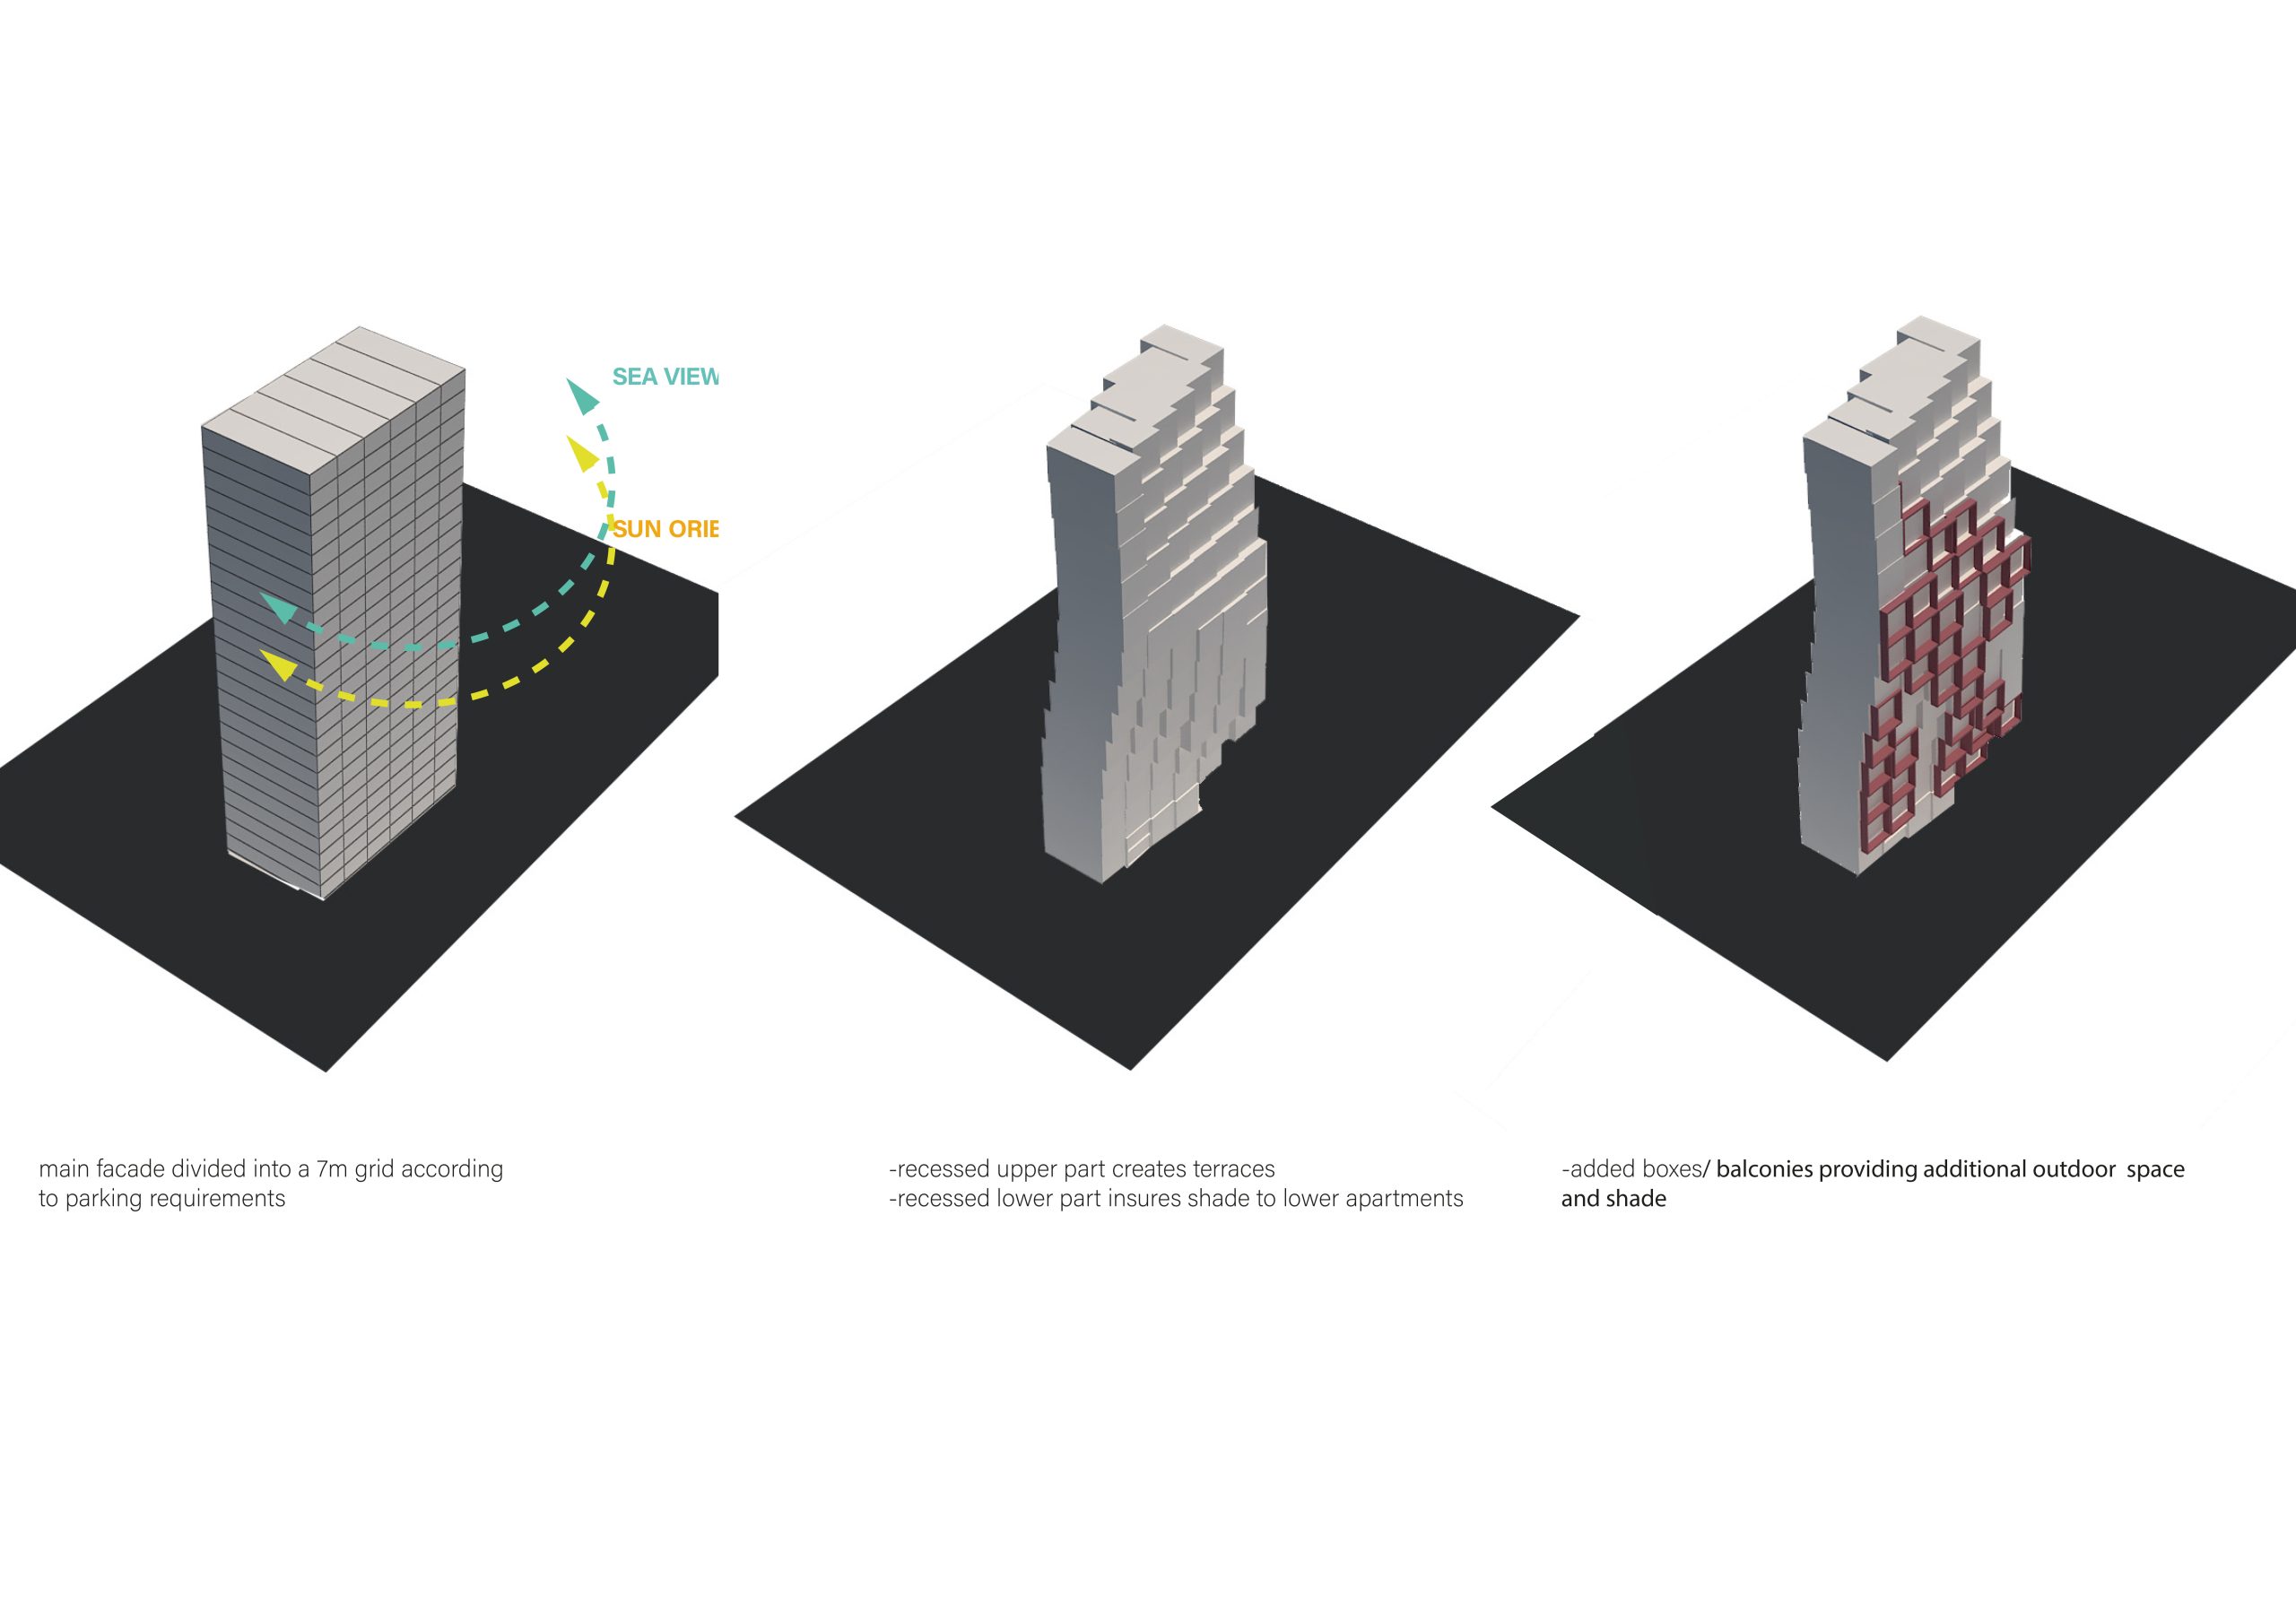 SEA VIEW
SUN ORIE
main facade divided into a 7m grid according
to parking requirements
-recessed upper part creates terraces
-recessed lower part insures shade to lower apartments
-added boxes/ balconies providing additional outdoor  space
and shade